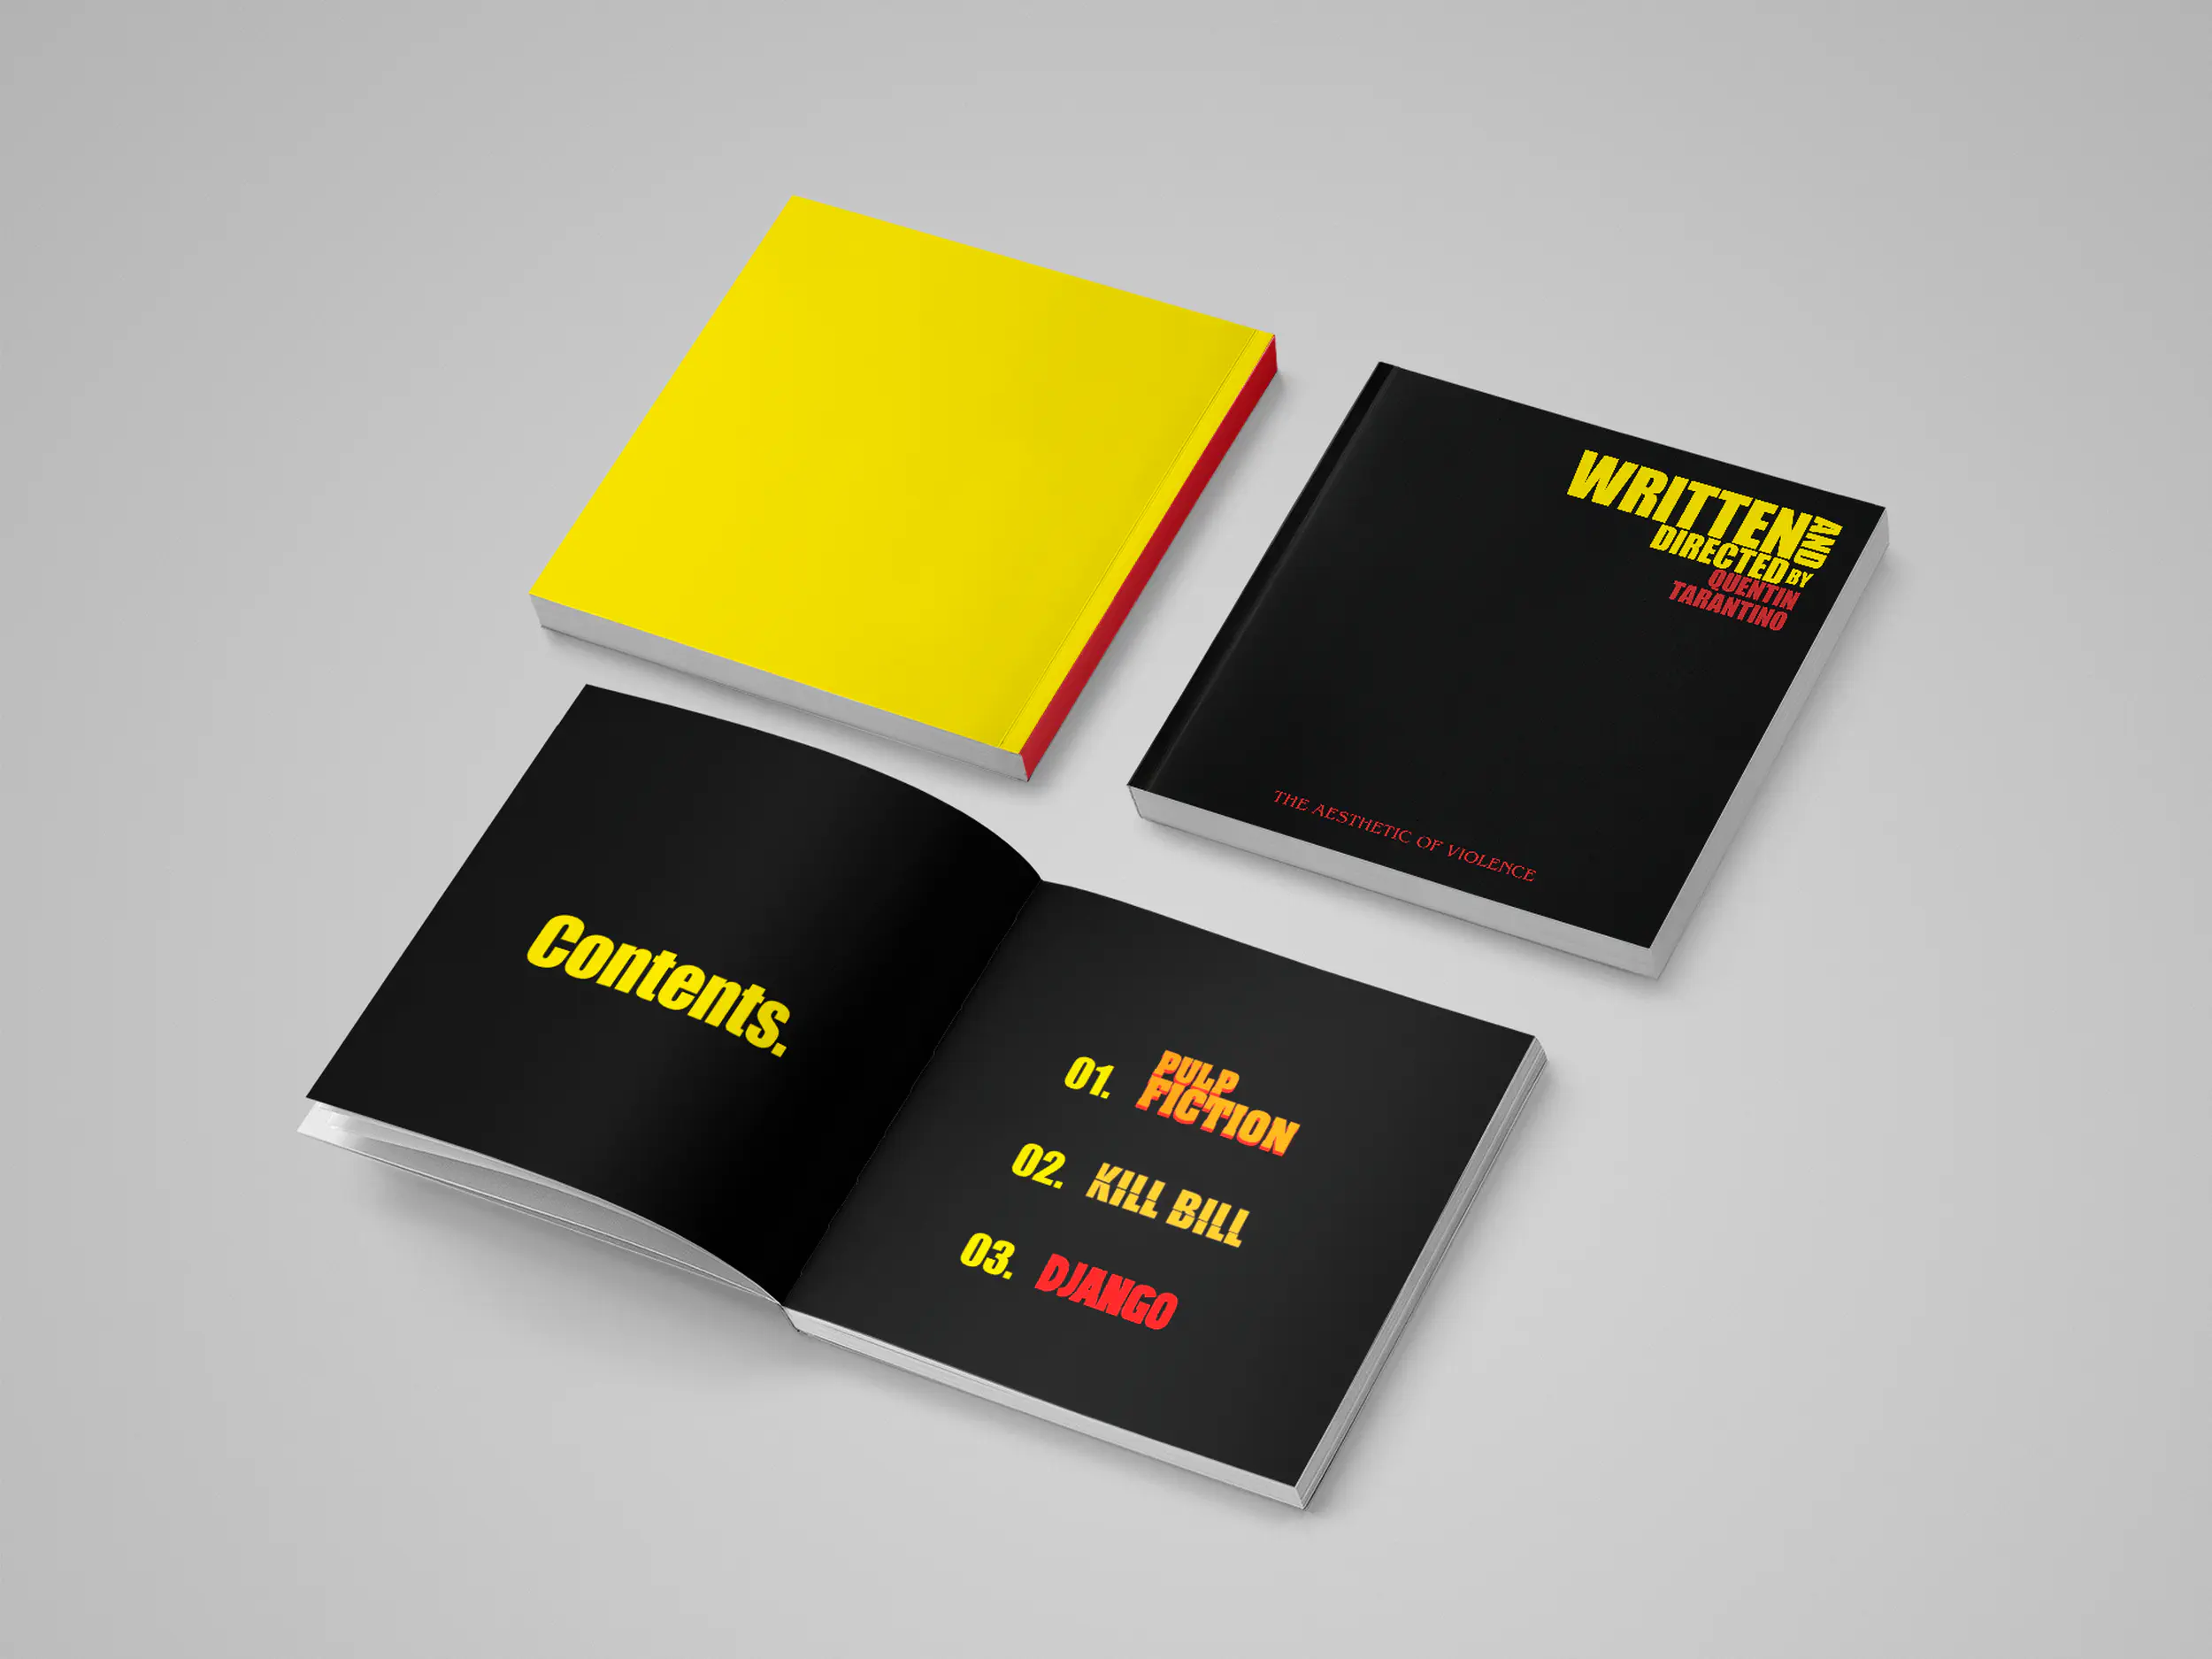 WRITTEN AND
DIRECTED BY
QUENTIN
TARANTINO
THE AESTHETIC OF VIOLENCE
Contents.
01. PULP
FICTION
02. KILL BILL
03. DJANGO